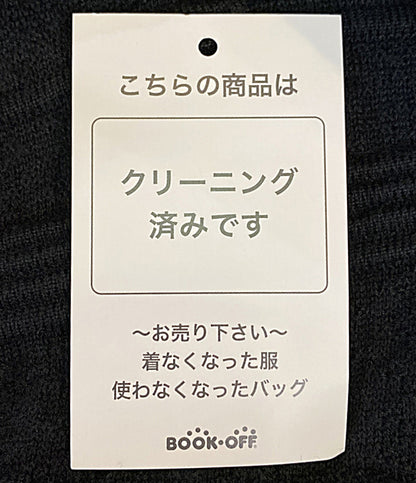 こちらの商品は
クリーニング
済みです
〜お売り下さい〜
着なくなった服
使わなくなったバッグ
BOOK・OFF